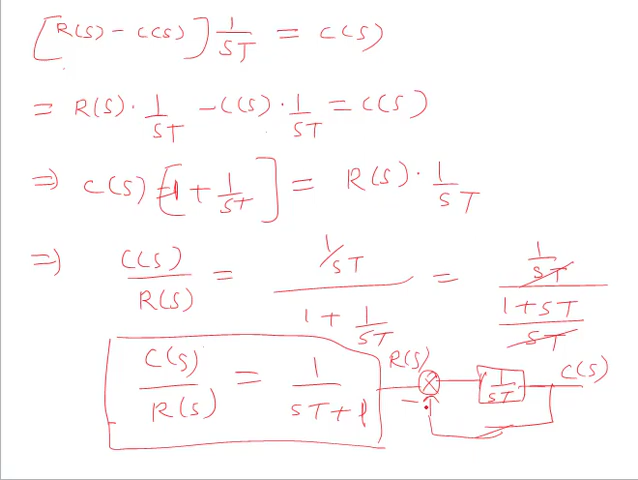 [R(S) - C(S)] 1/ST = C(S)
= R(S) · 1/ST - C(S) · 1/ST = C(S)
⇒ C(S) [1 + 1/ST] = R(S) · 1/ST
⇒ C(S)/R(S) = (1/ST)/(1 + 1/ST) = (1/ST)/((1+ST)/ST)
C(S)/R(S) = 1/(ST+1)
R(S) × - 1/ST C(S)